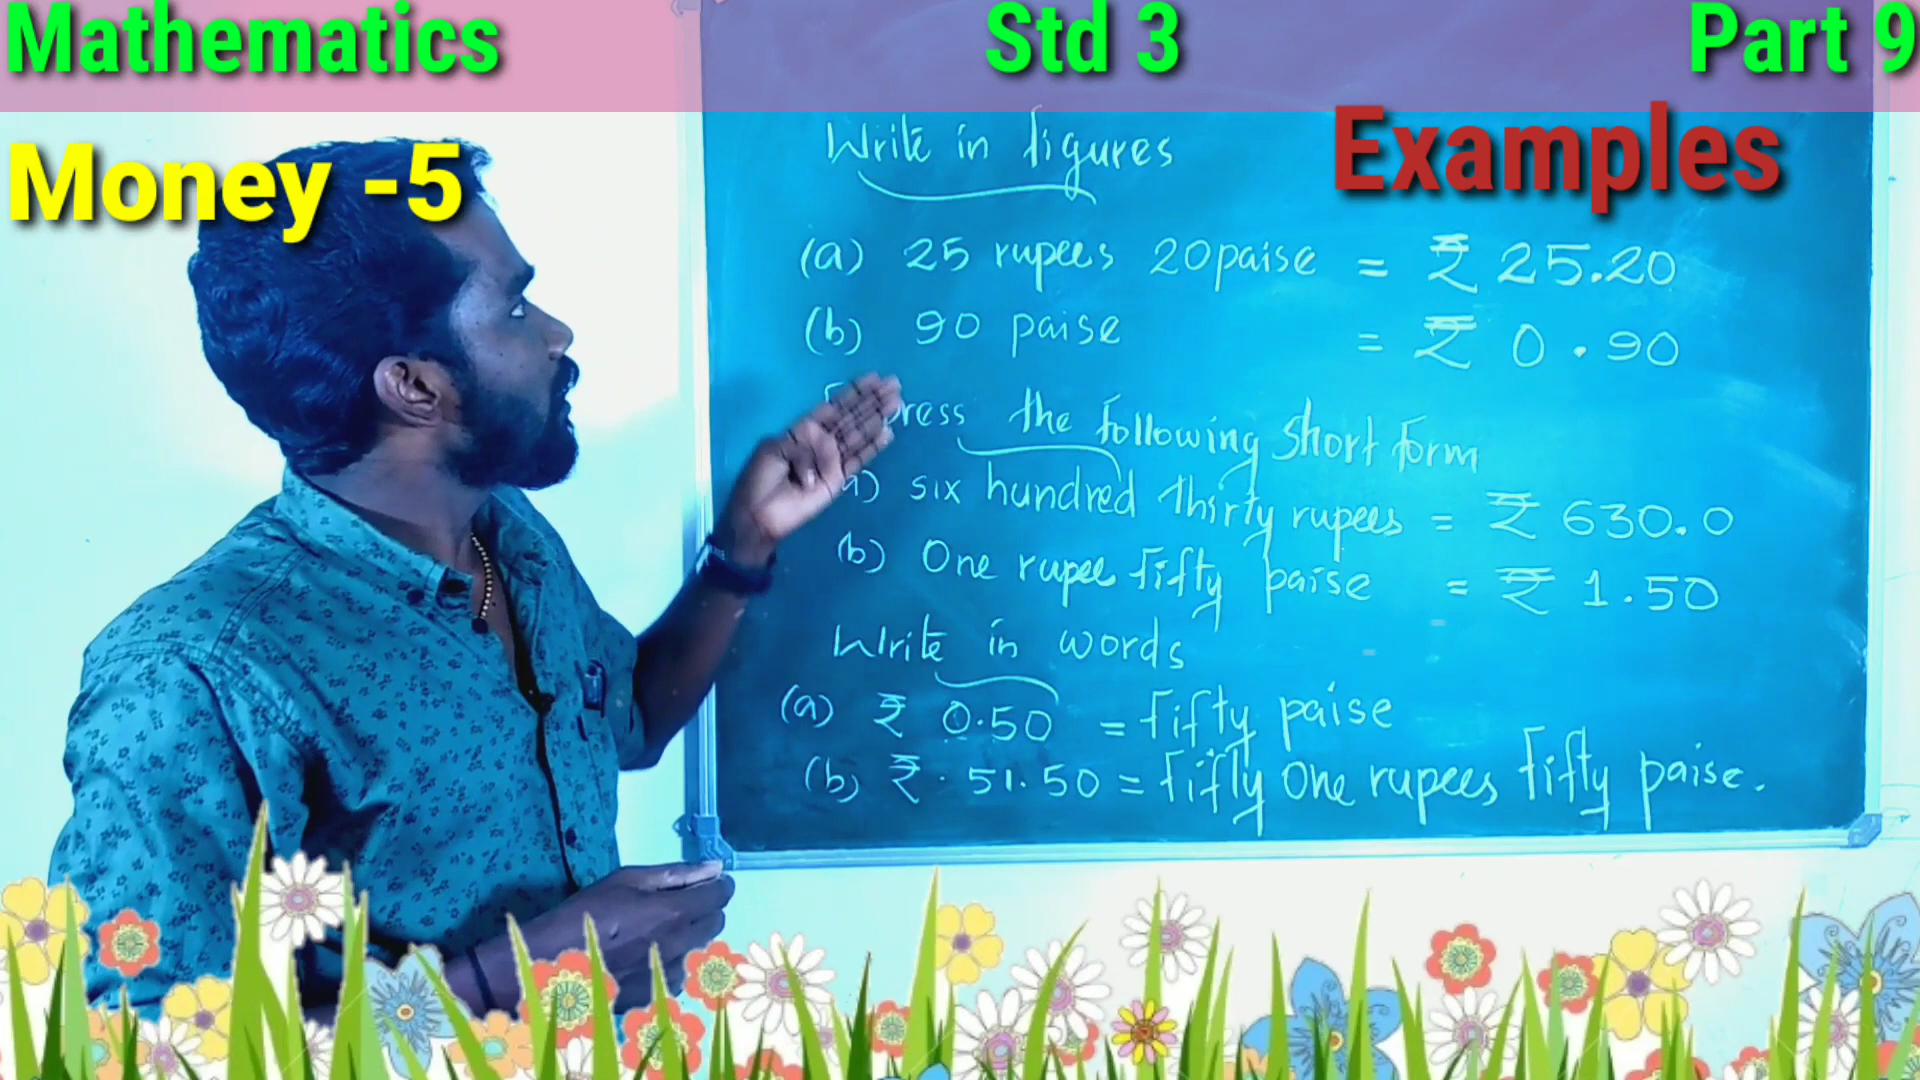 Mathematics Std 3 Part 9
Money -5 Examples
Write in figures
(a) 25 rupees 20 paise = ₹ 25.20
(b) 90 paise = ₹ 0.90
the following short form
six hundred thirty rupees = ₹ 630.0
(b) One rupee fifty paise = ₹ 1.50
Write in words
(a) ₹ 0.50 = fifty paise
(b) ₹ . 51.50 = fifty one rupees fifty paise.